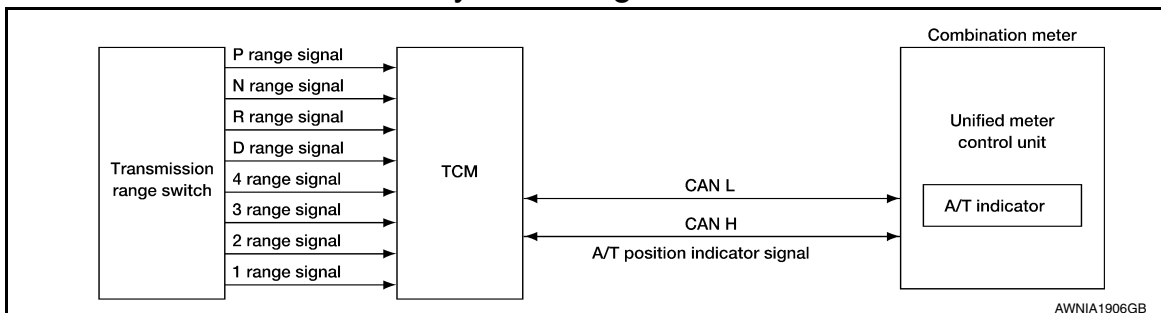 Combination meter
P range signal
N range signal
R range signal
D range signal
4 range signal
3 range signal
2 range signal
1 range signal
Transmission
range switch
TCM
CAN L
CAN H
A/T position indicator signal
Unified meter
control unit
A/T indicator
AWNIA1906GB